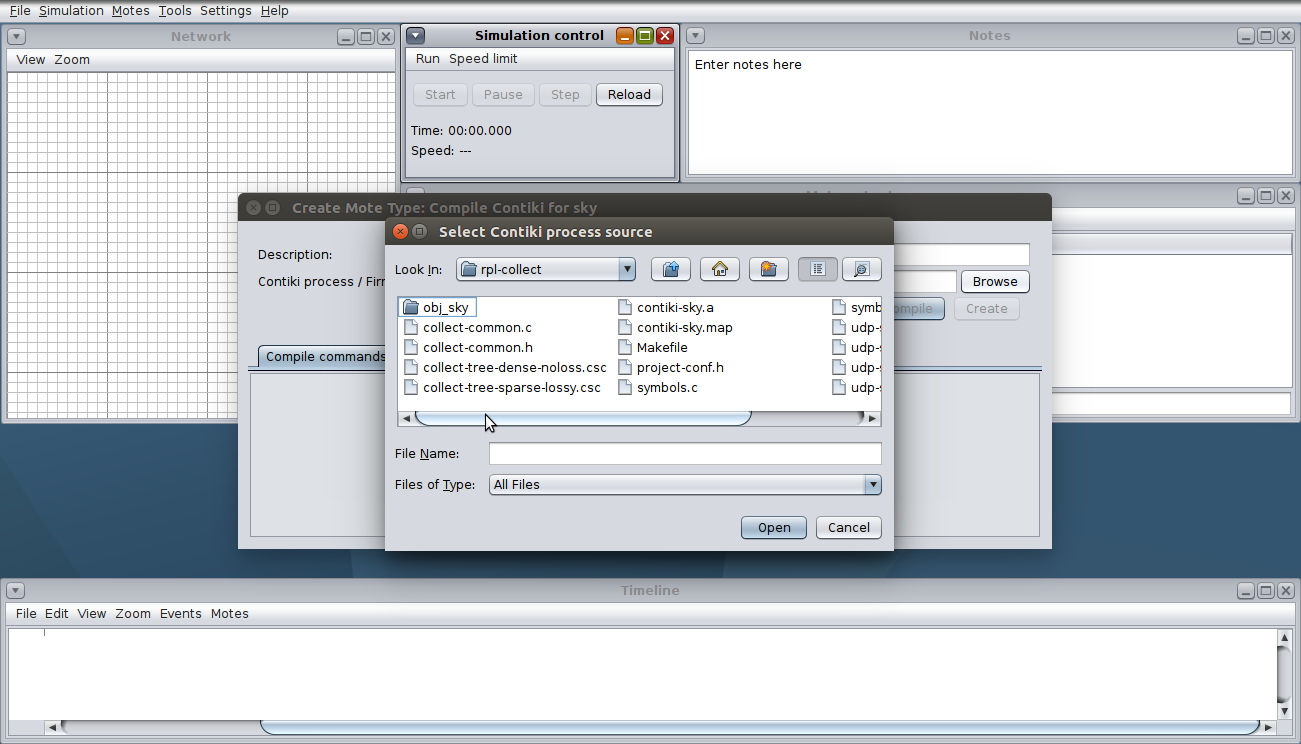 File Simulation Motes Tools Settings Help
Network
View Zoom
Simulation control
Run Speed limit
Start Pause Step Reload
Time: 00:00.000
Speed: ---
Notes
Enter notes here
Create Mote Type: Compile Contiki for sky
Description:
Contiki process / Firr
Browse
Create
Compile commands
Select Contiki process source
Look In: rpl-collect
obj_sky
collect-common.c
collect-common.h
collect-tree-dense-noloss.csc
collect-tree-sparse-lossy.csc
contiki-sky.a
contiki-sky.map
Makefile
project-conf.h
symbols.c
symb
udp-s
udp-s
udp-s
udp-s
File Name:
Files of Type: All Files
Open Cancel
Timeline
File Edit View Zoom Events Motes